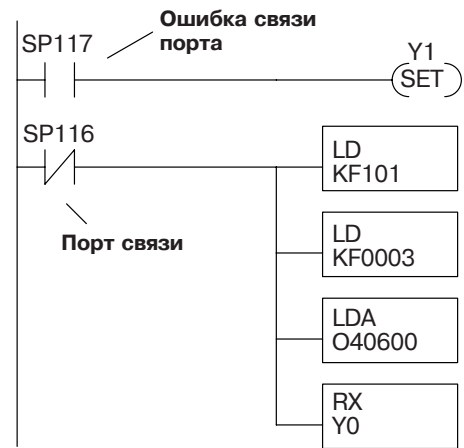 Ошибка связи
порта
SP117
Y1
SET
SP116
Порт связи
LD
KF101
LD
KF0003
LDA
O40600
RX
Y0